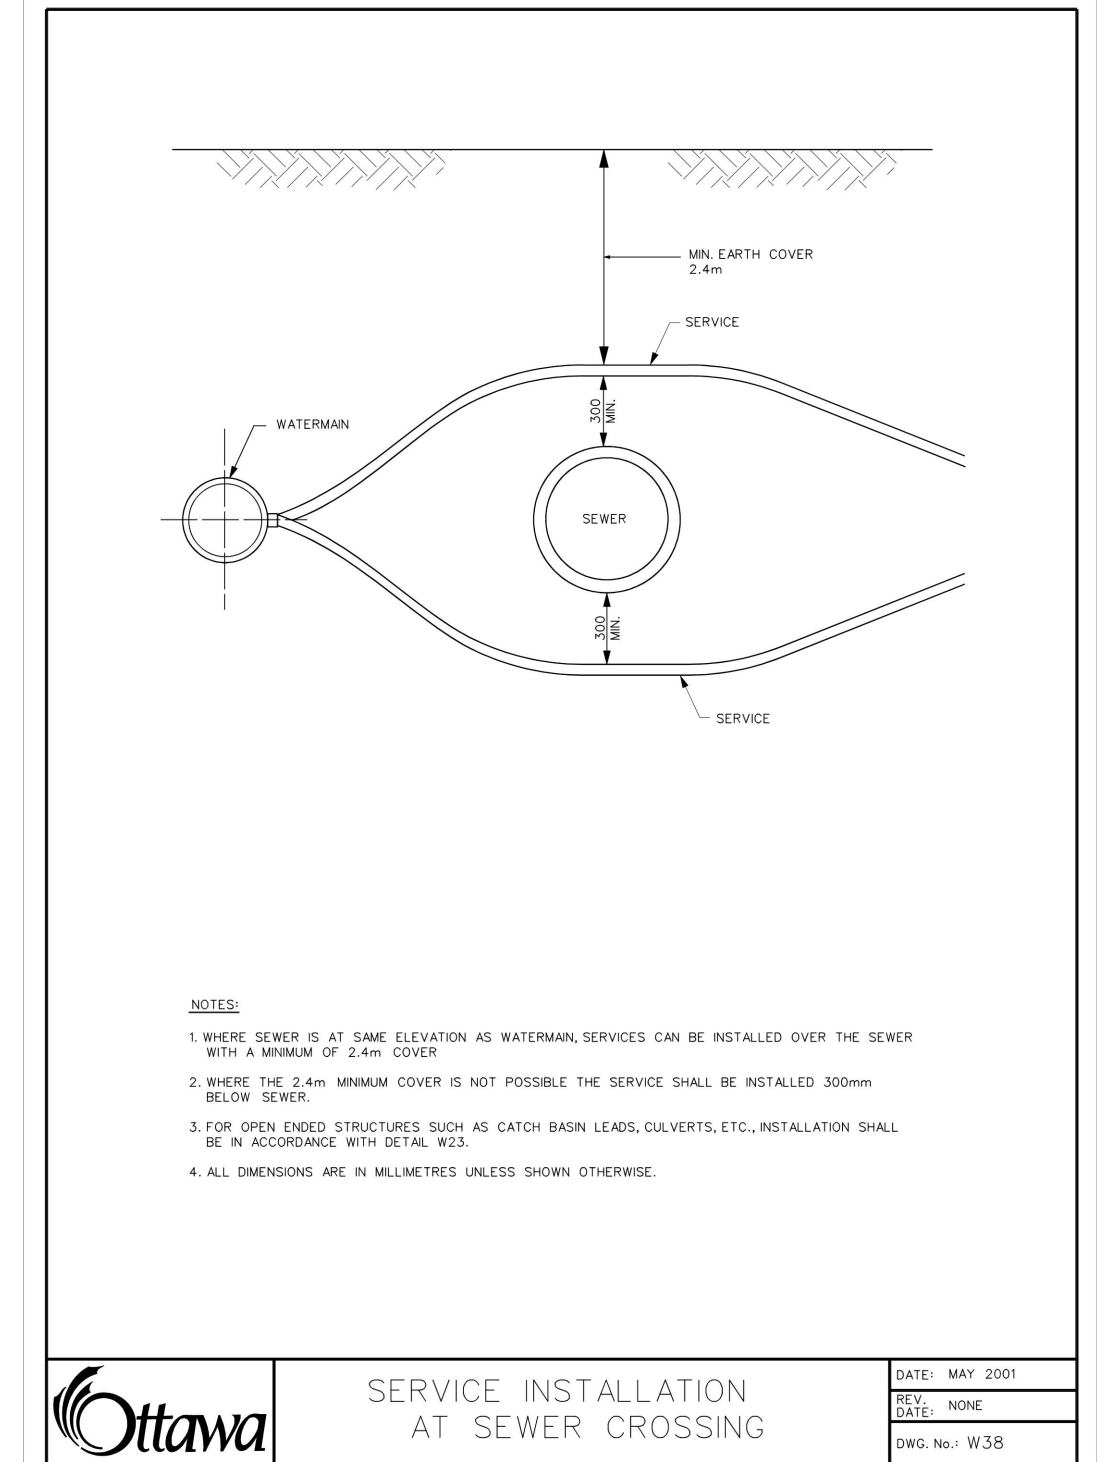 MIN. EARTH COVER
2.4m
SERVICE
300
MIN.
WATERMAIN
SEWER
300
MIN.
SERVICE
NOTES:
1. WHERE SEWER IS AT SAME ELEVATION AS WATERMAIN, SERVICES CAN BE INSTALLED OVER THE SEWER
WITH A MINIMUM OF 2.4m COVER
2. WHERE THE 2.4m MINIMUM COVER IS NOT POSSIBLE THE SERVICE SHALL BE INSTALLED 300mm
BELOW SEWER.
3. FOR OPEN ENDED STRUCTURES SUCH AS CATCH BASIN LEADS, CULVERTS, ETC., INSTALLATION SHALL
BE IN ACCORDANCE WITH DETAIL W23.
4. ALL DIMENSIONS ARE IN MILLIMETRES UNLESS SHOWN OTHERWISE.
Ottawa
SERVICE INSTALLATION
AT SEWER CROSSING
DATE: MAY 2001
REV.
DATE: NONE
DWG. No.: W38